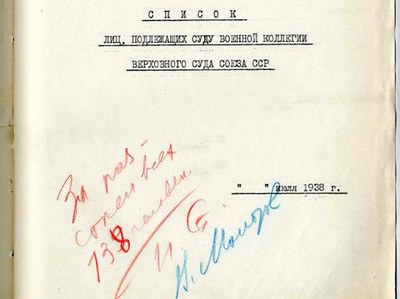 СПИСОК
ЛИЦ, ПОДЛЕЖАЩИХ СУДУ ВОЕННОЙ КОЛЛЕГИИ
ВЕРХОВНОГО СУДА СОЮЗА ССР
" " июля 1938 г.
За рас-
стрел всех
138 человек
И. Ст.
В. Молотов